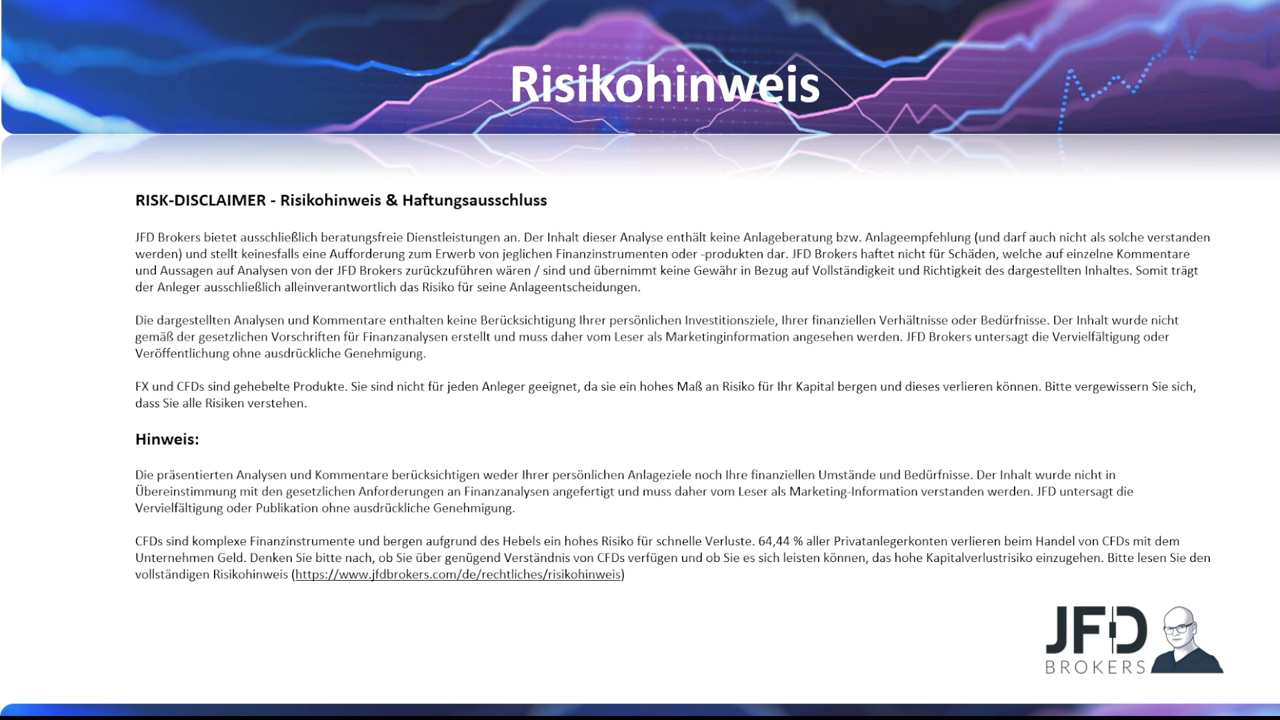 Risikohinweis
RISK-DISCLAIMER - Risikohinweis & Haftungsausschluss
JFD Brokers bietet ausschließlich beratungsfreie Dienstleistungen an. Der Inhalt dieser Analyse enthält keine Anlageberatung bzw. Anlageempfehlung (und darf auch nicht als solche verstanden
werden) und stellt keinesfalls eine Aufforderung zum Erwerb von jeglichen Finanzinstrumenten oder -produkten dar. JFD Brokers haftet nicht für Schäden, welche auf einzelne Kommentare
und Aussagen auf Analysen von der JFD Brokers zurückzuführen wären / sind und übernimmt keine Gewähr in Bezug auf Vollständigkeit und Richtigkeit des dargestellten Inhaltes. Somit trägt
der Anleger ausschließlich alleinverantwortlich das Risiko für seine Anlageentscheidungen.
Die dargestellten Analysen und Kommentare enthalten keine Berücksichtigung Ihrer persönlichen Investitionsziele, Ihrer finanziellen Verhältnisse oder Bedürfnisse. Der Inhalt wurde nicht
gemäß der gesetzlichen Vorschriften für Finanzanalysen erstellt und muss daher vom Leser als Marketinginformation angesehen werden. JFD Brokers untersagt die Vervielfältigung oder
Veröffentlichung ohne ausdrückliche Genehmigung.
FX und CFDs sind gehebelte Produkte. Sie sind nicht für jeden Anleger geeignet, da sie ein hohes Maß an Risiko für Ihr Kapital bergen und dieses verlieren können. Bitte vergewissern Sie sich,
dass Sie alle Risiken verstehen.
Hinweis:
Die präsentierten Analysen und Kommentare berücksichtigen weder Ihrer persönlichen Anlageziele noch Ihre finanziellen Umstände und Bedürfnisse. Der Inhalt wurde nicht in
Übereinstimmung mit den gesetzlichen Anforderungen an Finanzanalysen angefertigt und muss daher vom Leser als Marketing-Information verstanden werden. JFD untersagt die
Vervielfältigung oder Publikation ohne ausdrückliche Genehmigung.
CFDs sind komplexe Finanzinstrumente und bergen aufgrund des Hebels ein hohes Risiko für schnelle Verluste. 64,44 % aller Privatanlegerkonten verlieren beim Handel von CFDs mit dem
Unternehmen Geld. Denken Sie bitte nach, ob Sie über genügend Verständnis von CFDs verfügen und ob Sie es sich leisten können, das hohe Kapitalverlustrisiko einzugehen. Bitte lesen Sie den
vollständigen Risikohinweis (https://www.jfdbrokers.com/de/rechtliches/risikohinweis)
JFD
BROKERS